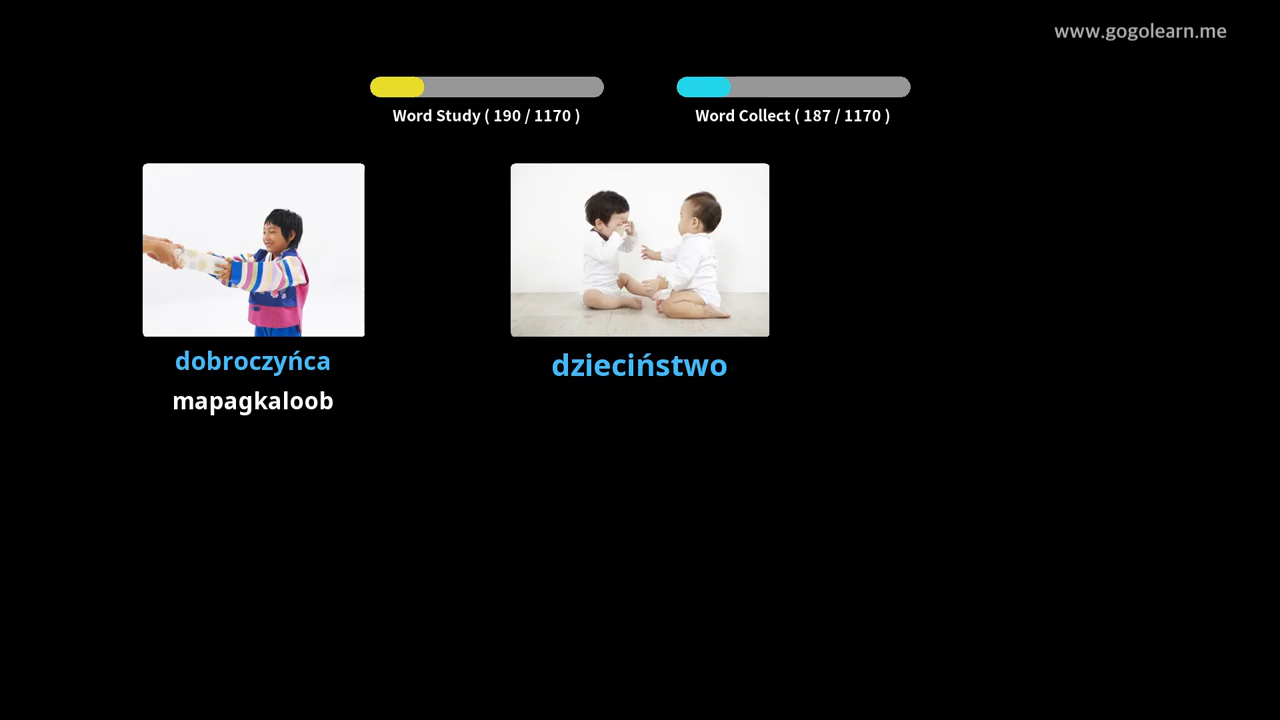 www.gogolearn.me
Word Study ( 190 / 1170 )
Word Collect ( 187 / 1170 )
dobroczyńca
mapagkaloob
dzieciństwo